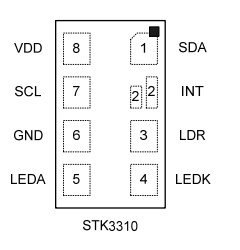 VDD 8 1 SDA
SCL 7 2 2 INT
GND 6 3 LDR
LEDA 5 4 LEDK
STK3310